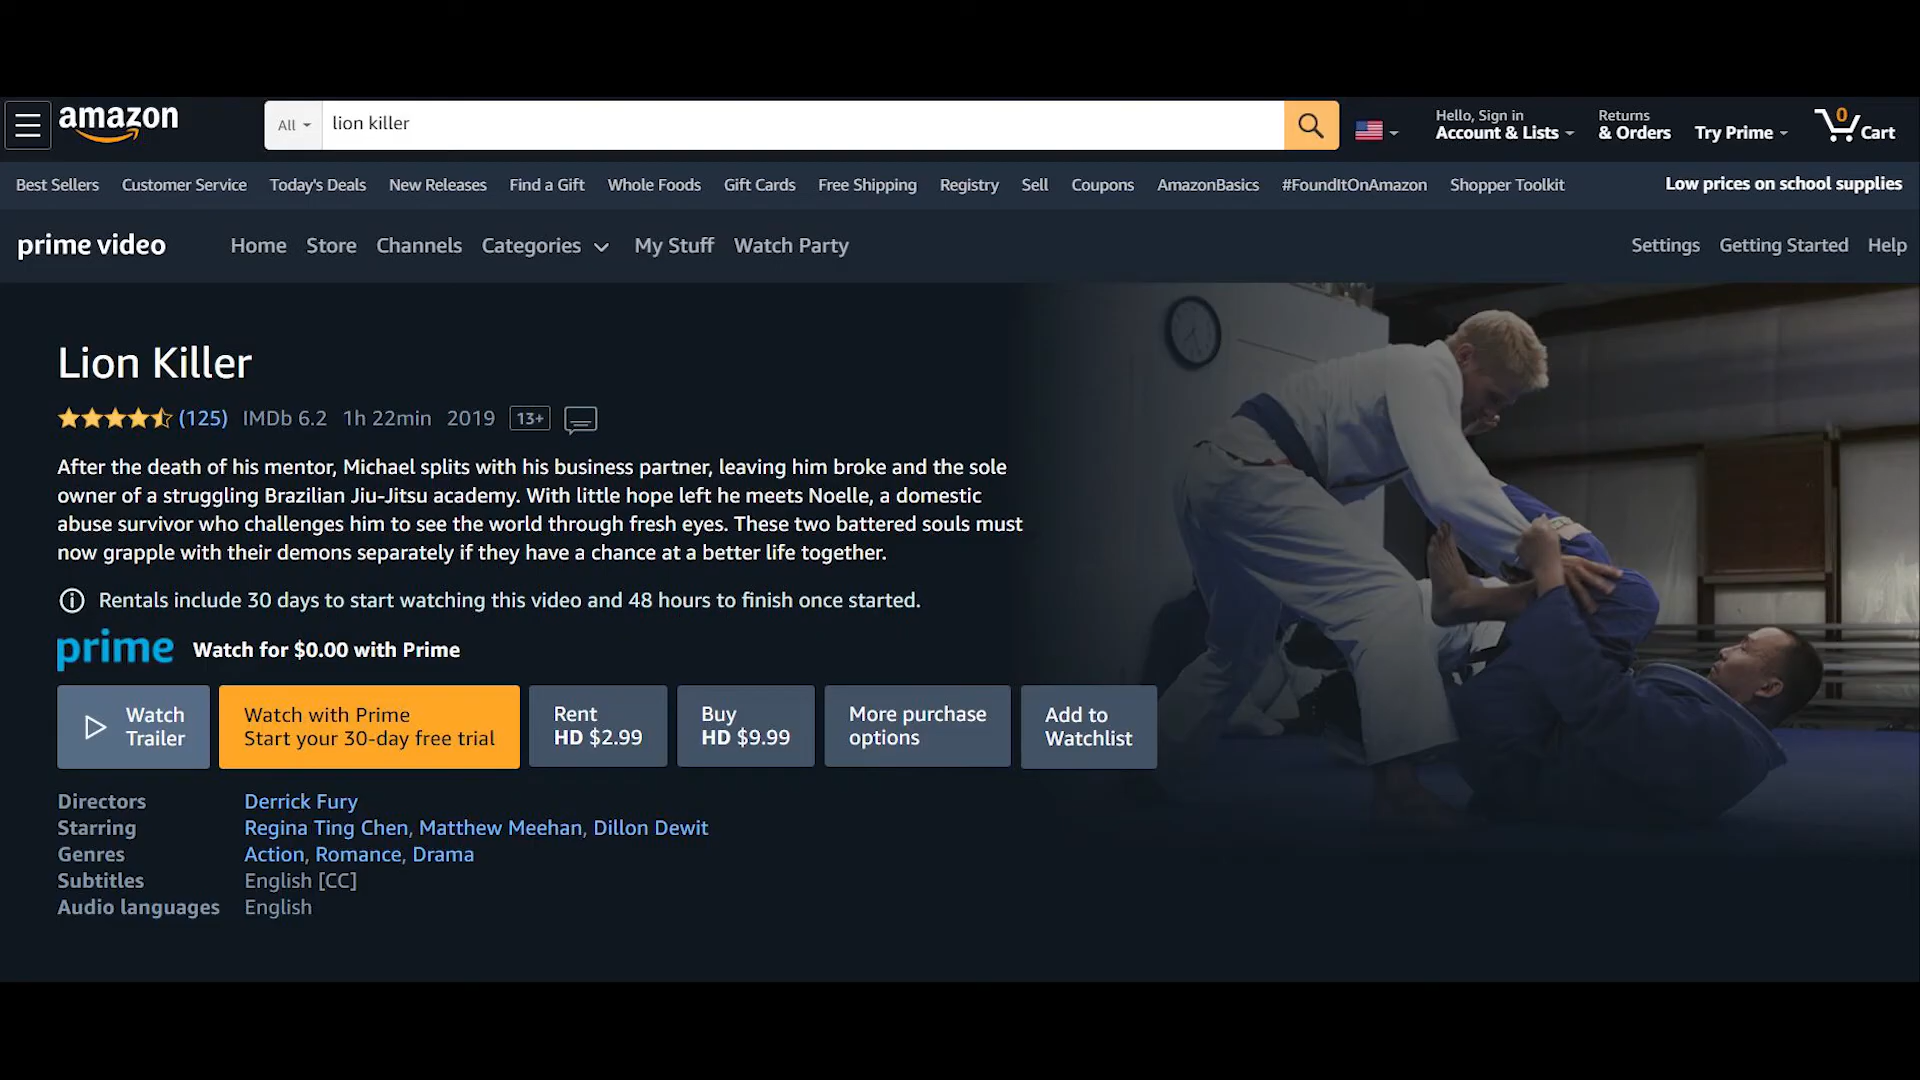 amazon
All
lion killer
Hello, Sign in
Account & Lists
Returns
& Orders
Try Prime
0
Cart
Best Sellers Customer Service Today's Deals New Releases Find a Gift Whole Foods Gift Cards Free Shipping Registry Sell Coupons AmazonBasics #FoundItOnAmazon Shopper Toolkit Low prices on school supplies
prime video Home Store Channels Categories My Stuff Watch Party Settings Getting Started Help
Lion Killer
(125) IMDb 6.2 1h 22min 2019 13+
After the death of his mentor, Michael splits with his business partner, leaving him broke and the sole
owner of a struggling Brazilian Jiu-Jitsu academy. With little hope left he meets Noelle, a domestic
abuse survivor who challenges him to see the world through fresh eyes. These two battered souls must
now grapple with their demons separately if they have a chance at a better life together.
Rentals include 30 days to start watching this video and 48 hours to finish once started.
prime Watch for $0.00 with Prime
Watch
Trailer
Watch with Prime
Start your 30-day free trial
Rent
HD $2.99
Buy
HD $9.99
More purchase
options
Add to
Watchlist
Directors Derrick Fury
Starring Regina Ting Chen, Matthew Meehan, Dillon Dewit
Genres Action, Romance, Drama
Subtitles English [CC]
Audio languages English